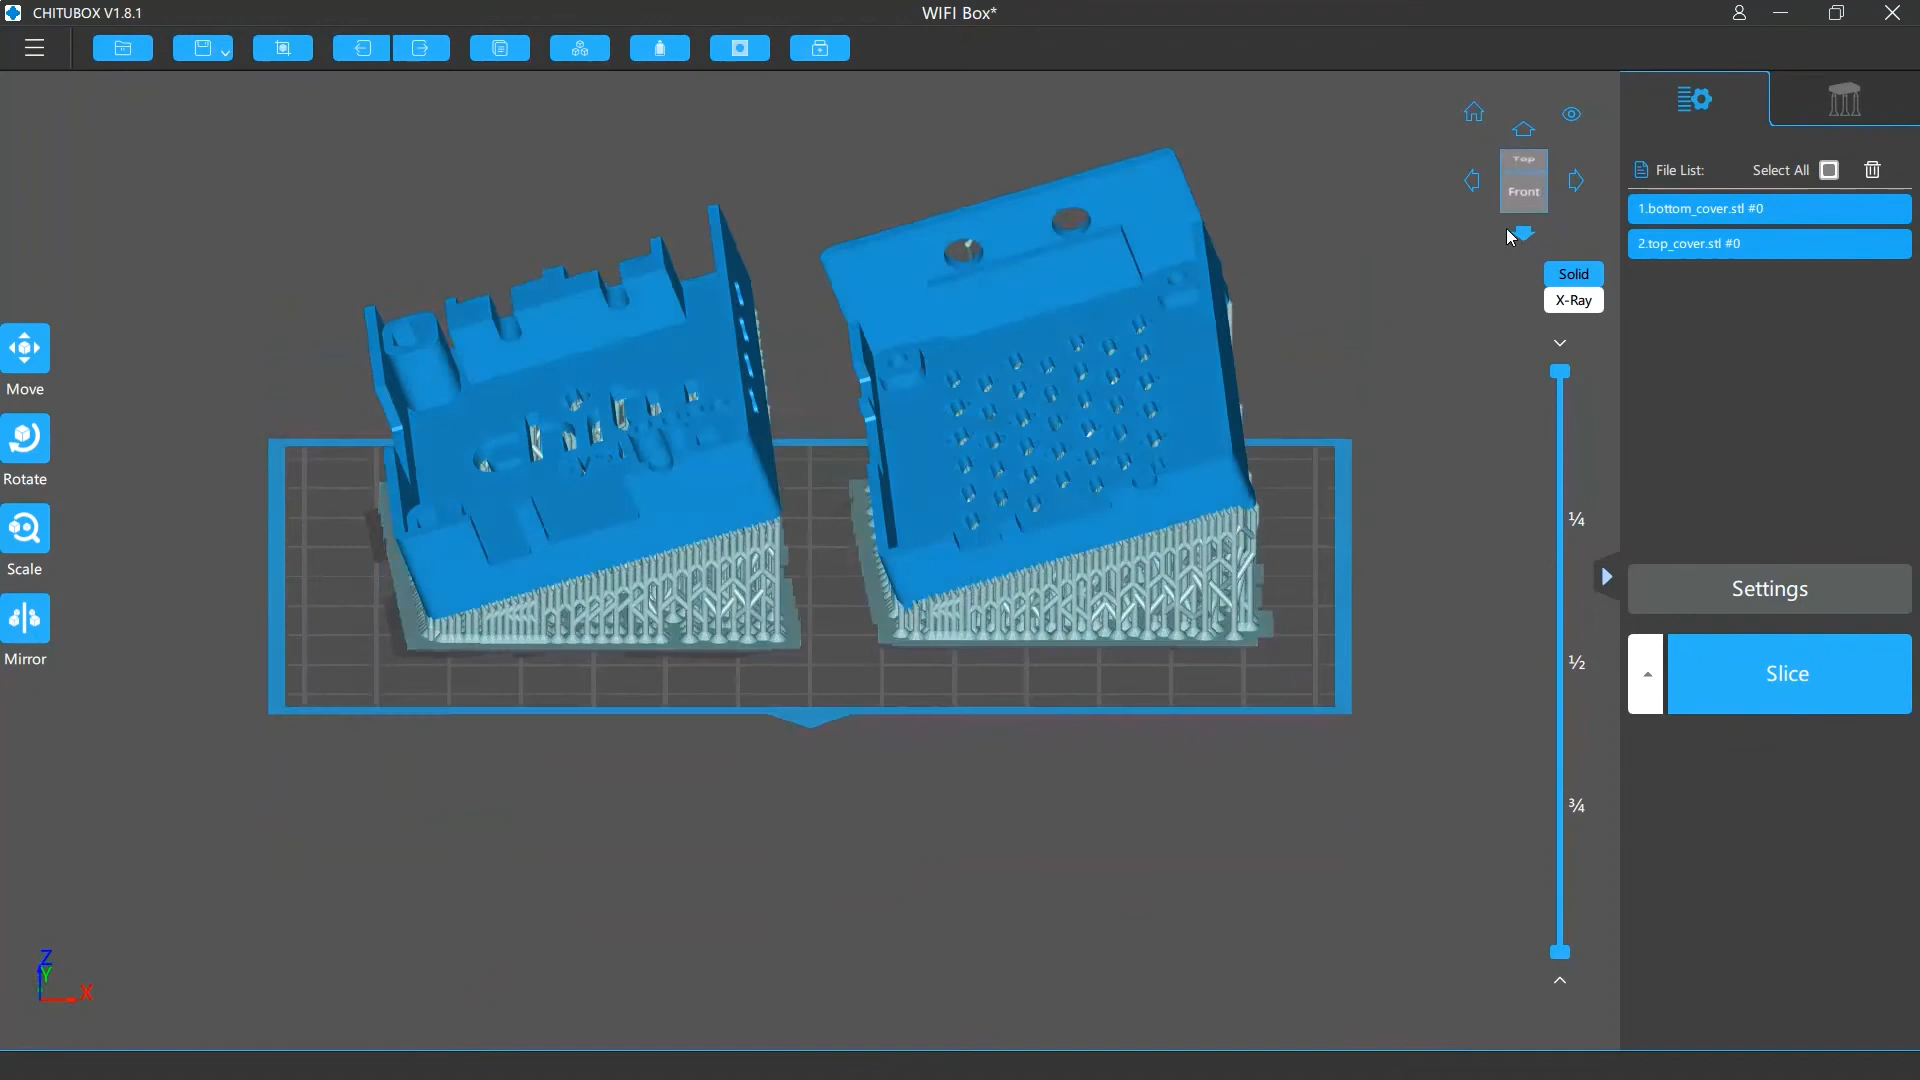 CHITUBOX V1.8.1
WIFI Box*
Top
Front
File List:
Select All
1.bottom_cover.stl #0
2.top_cover.stl #0
Solid
X-Ray
Move
Rotate
Scale
Mirror
¼
½
¾
Settings
Slice
Z
Y
X